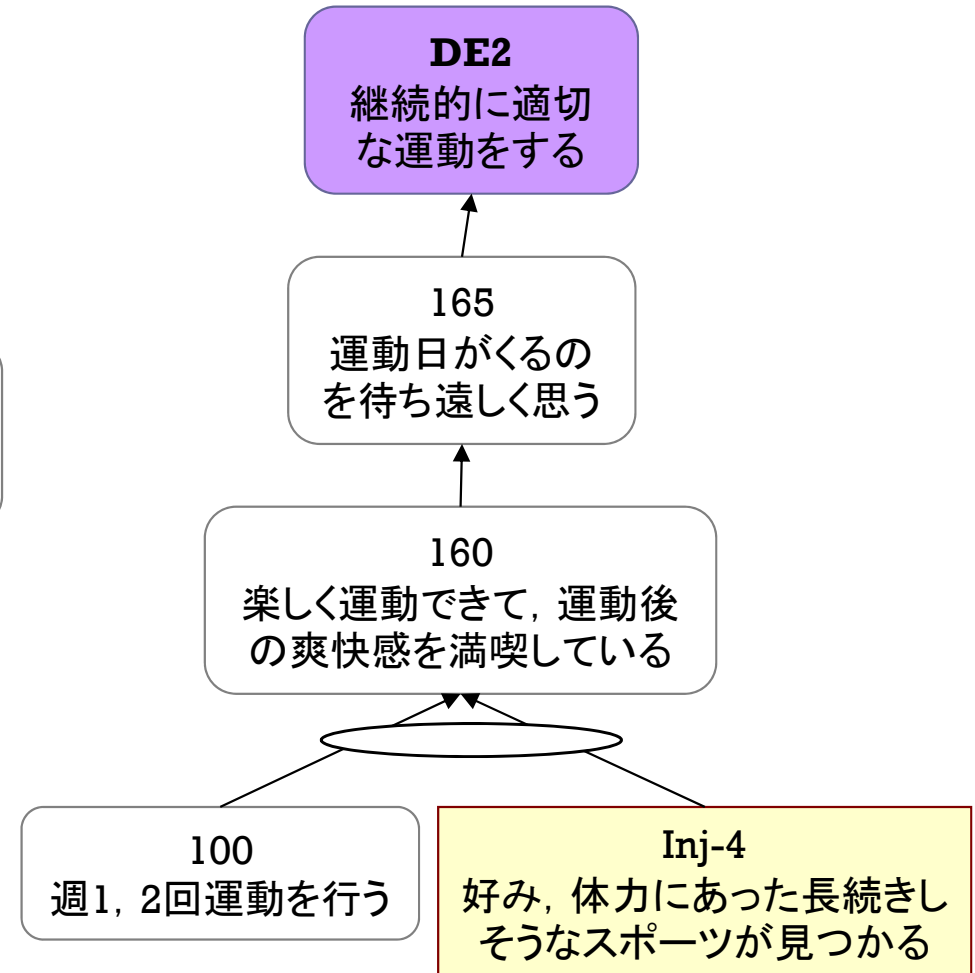 DE2
継続的に適切
な運動をする
165
運動日がくるの
を待ち遠しく思う
160
楽しく運動できて，運動後
の爽快感を満喫している
100
週1，2回運動を行う
Inj-4
好み，体力にあった長続きし
そうなスポーツが見つかる